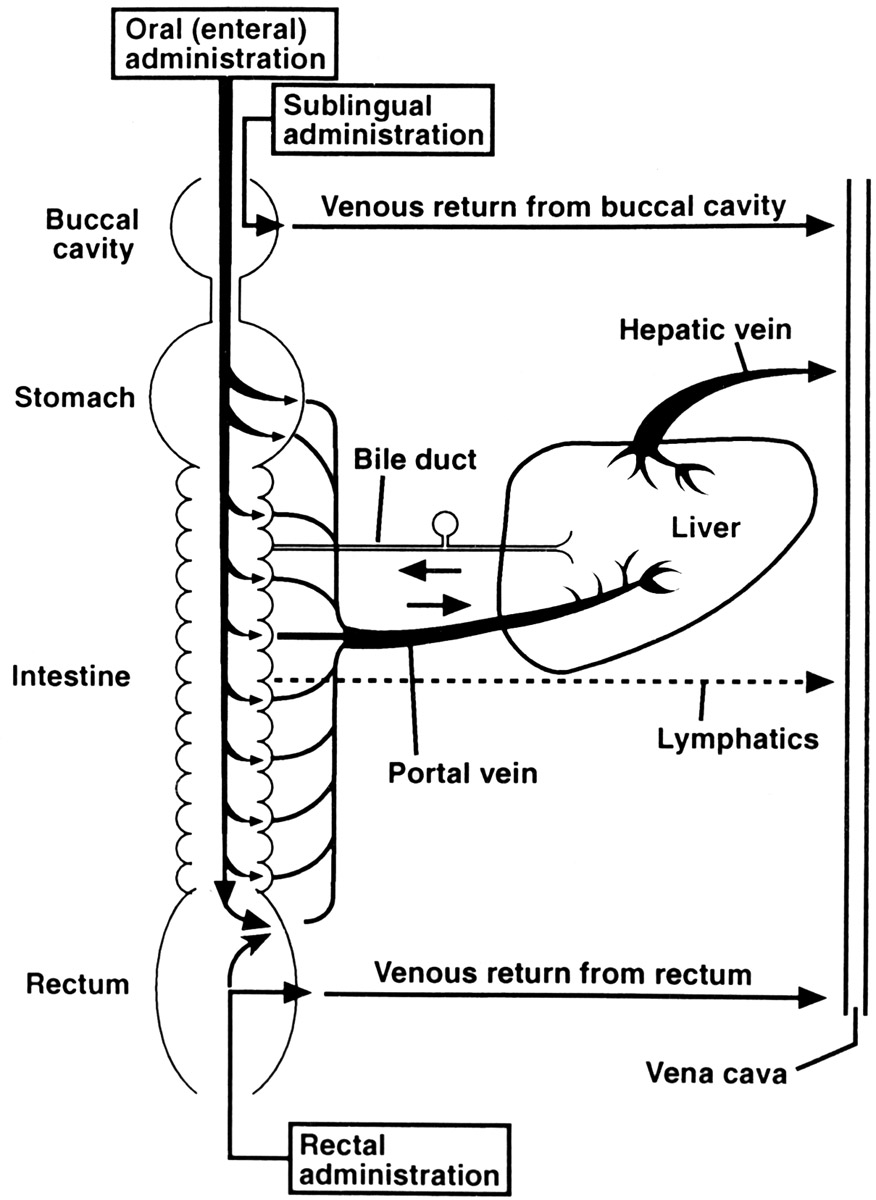 Oral (enteral)
administration
Sublingual
administration
Buccal
cavity
Venous return from buccal cavity
Hepatic vein
Stomach
Bile duct
Liver
Intestine
Lymphatics
Portal vein
Rectum
Venous return from rectum
Vena cava
Rectal
administration